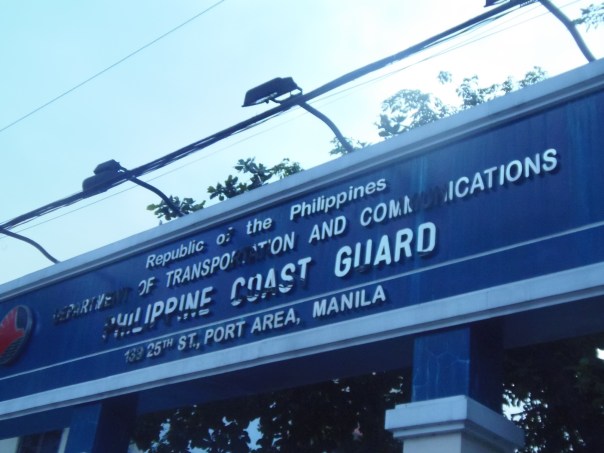 Republic of the Philippines
DEPARTMENT OF TRANSPORTATION AND COMMUNICATIONS
PHILIPPINE COAST GUARD
139 25TH ST., PORT AREA, MANILA